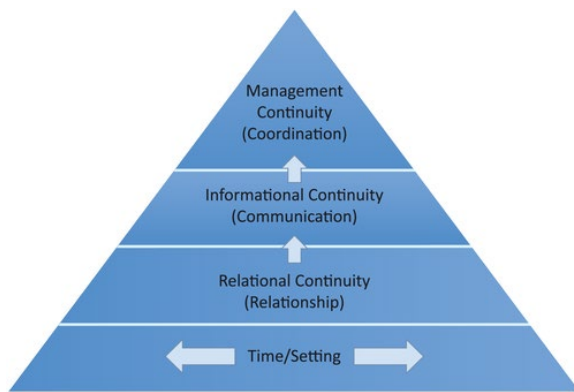 Management
Continuity
(Coordination)
Informational Continuity
(Communication)
Relational Continuity
(Relationship)
Time/Setting